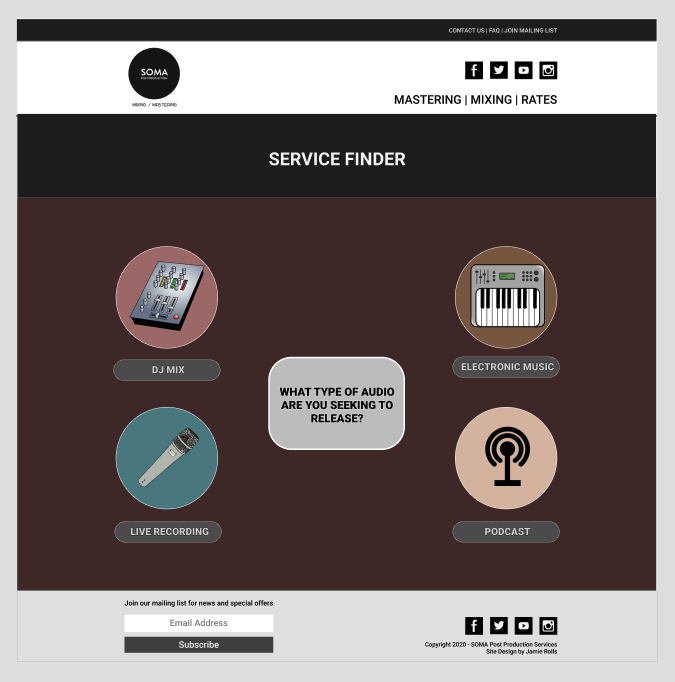 CONTACT US | FAQ | JOIN MAILING LIST
SOMA
POST PRODUCTION
MIXING / MASTERING
MASTERING | MIXING | RATES
SERVICE FINDER
DJ MIX
ELECTRONIC MUSIC
WHAT TYPE OF AUDIO
ARE YOU SEEKING TO
RELEASE?
LIVE RECORDING
PODCAST
Join our mailing list for news and special offers
Email Address
Subscribe
Copyright 2020 - SOMA Post Production Services
Site Design by Jamie Rolls